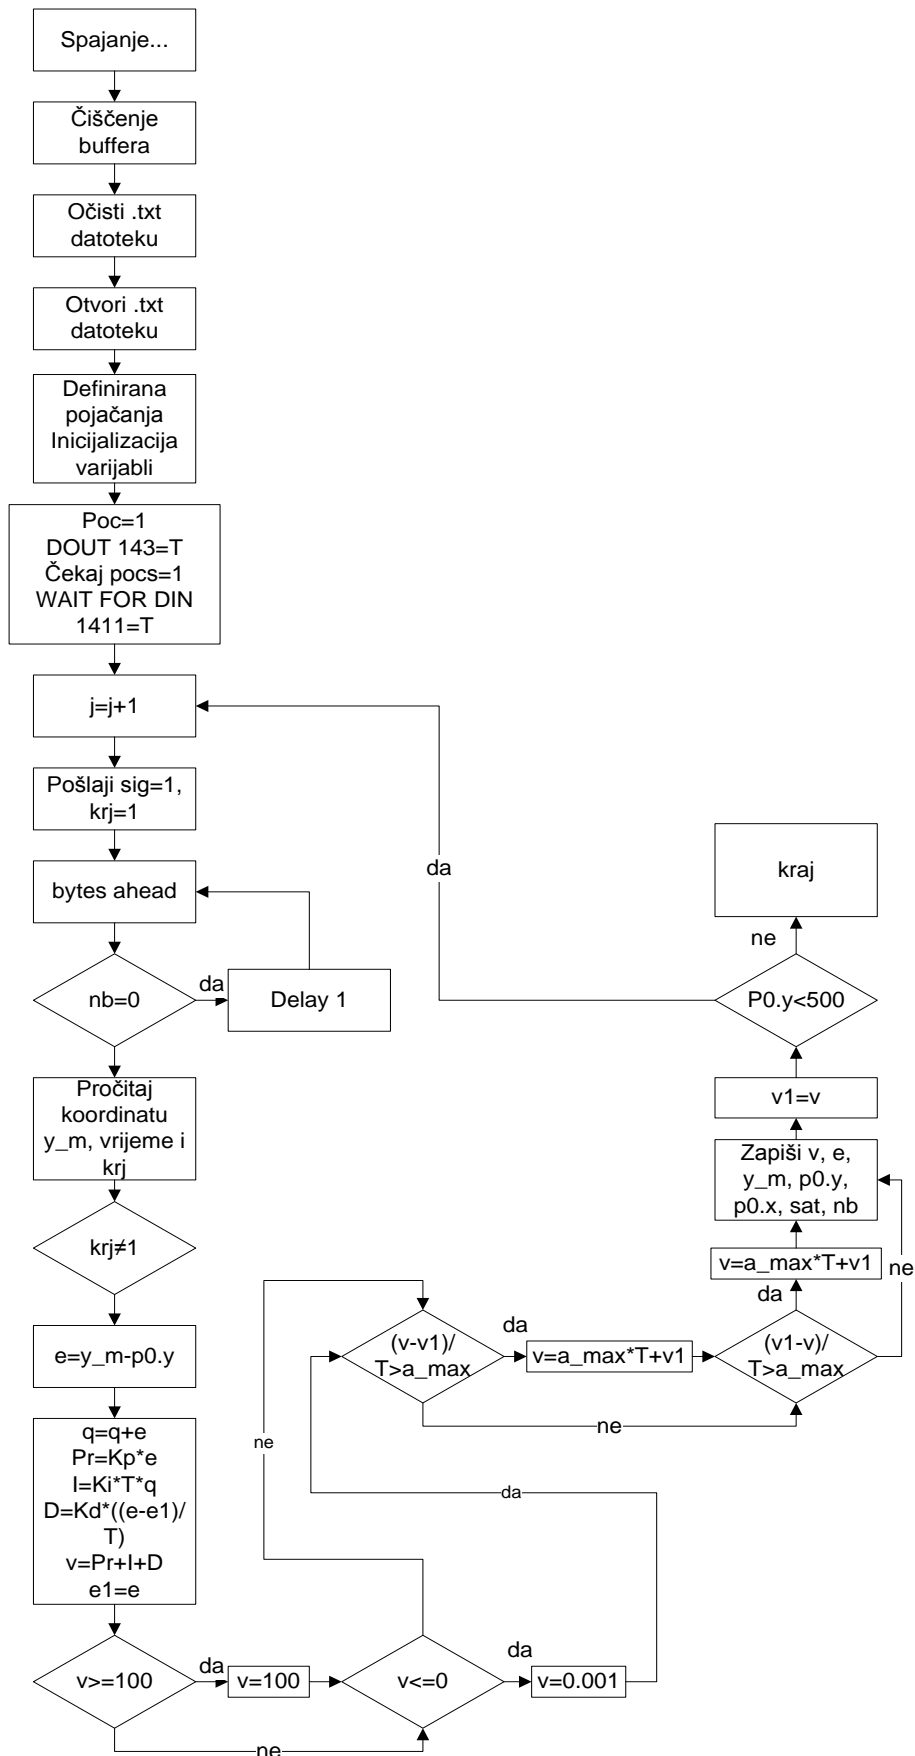 Spajanje...
Čiščenje
buffera
Očisti .txt
datoteku
Otvori .txt
datoteku
Definirana
pojačanja
Inicijalizacija
varijabli
Poc=1
DOUT 143=T
Čekaj pocs=1
WAIT FOR DIN
1411=T
j=j+1
Pošlaji sig=1,
krj=1
bytes ahead
nb=0
da
Delay 1
Pročitaj
koordinatu
y_m, vrijeme i
krj
krj≠1
e=y_m-p0.y
q=q+e
Pr=Kp*e
I=Ki*T*q
D=Kd*((e-e1)/
T)
v=Pr+I+D
e1=e
v>=100
da
v=100
ne
v<=0
da
v=0.001
ne
da
(v-v1)/
T>a_max
da
v=a_max*T+v1
ne
(v1-v)/
T>a_max
da
ne
v=a_max*T+v1
Zapiši v, e,
y_m, p0.y,
p0.x, sat, nb
v1=v
P0.y<500
da
ne
kraj